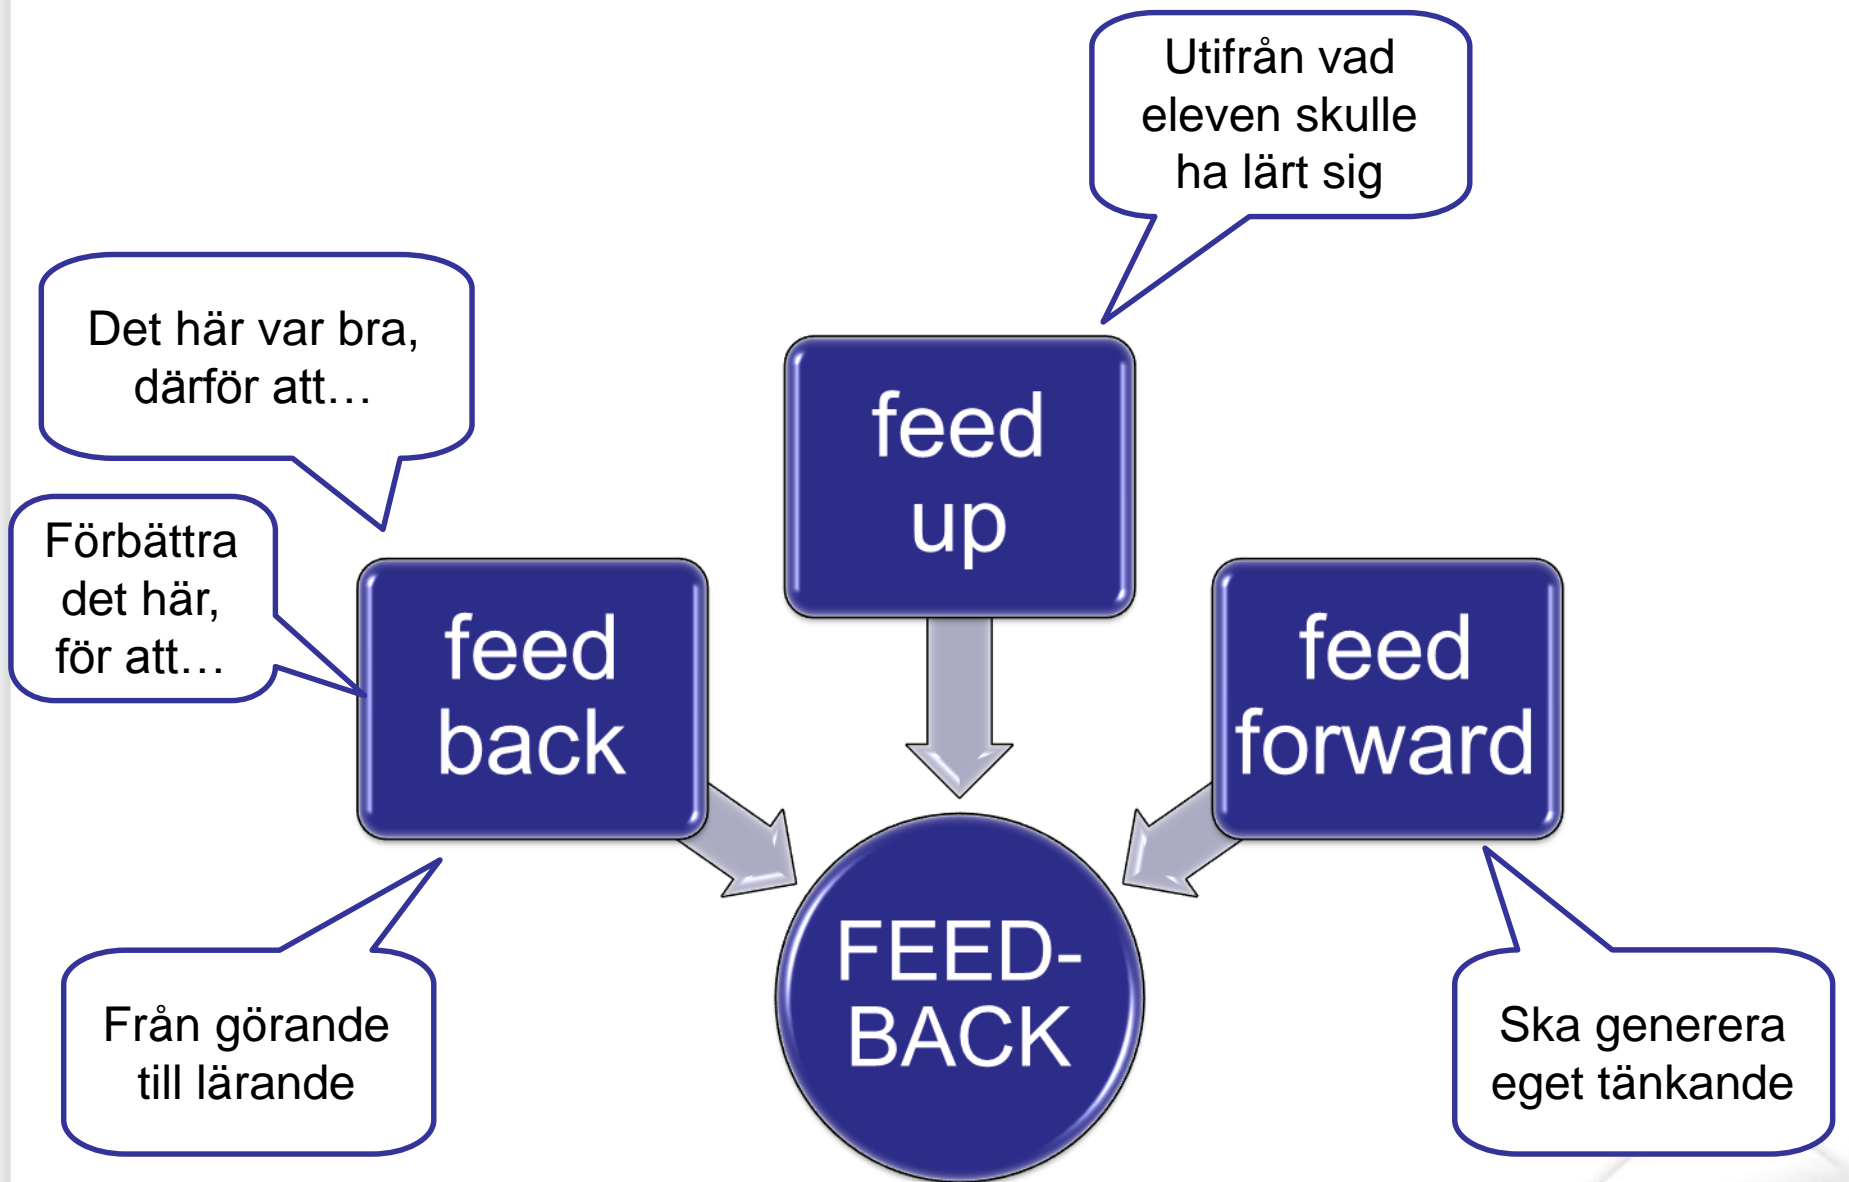 Utifrån vad
eleven skulle
ha lärt sig
Det här var bra,
därför att…
Förbättra
det här,
för att…
feed
up
feed
back
feed
forward
FEED-
BACK
Från görande
till lärande
Ska generera
eget tänkande